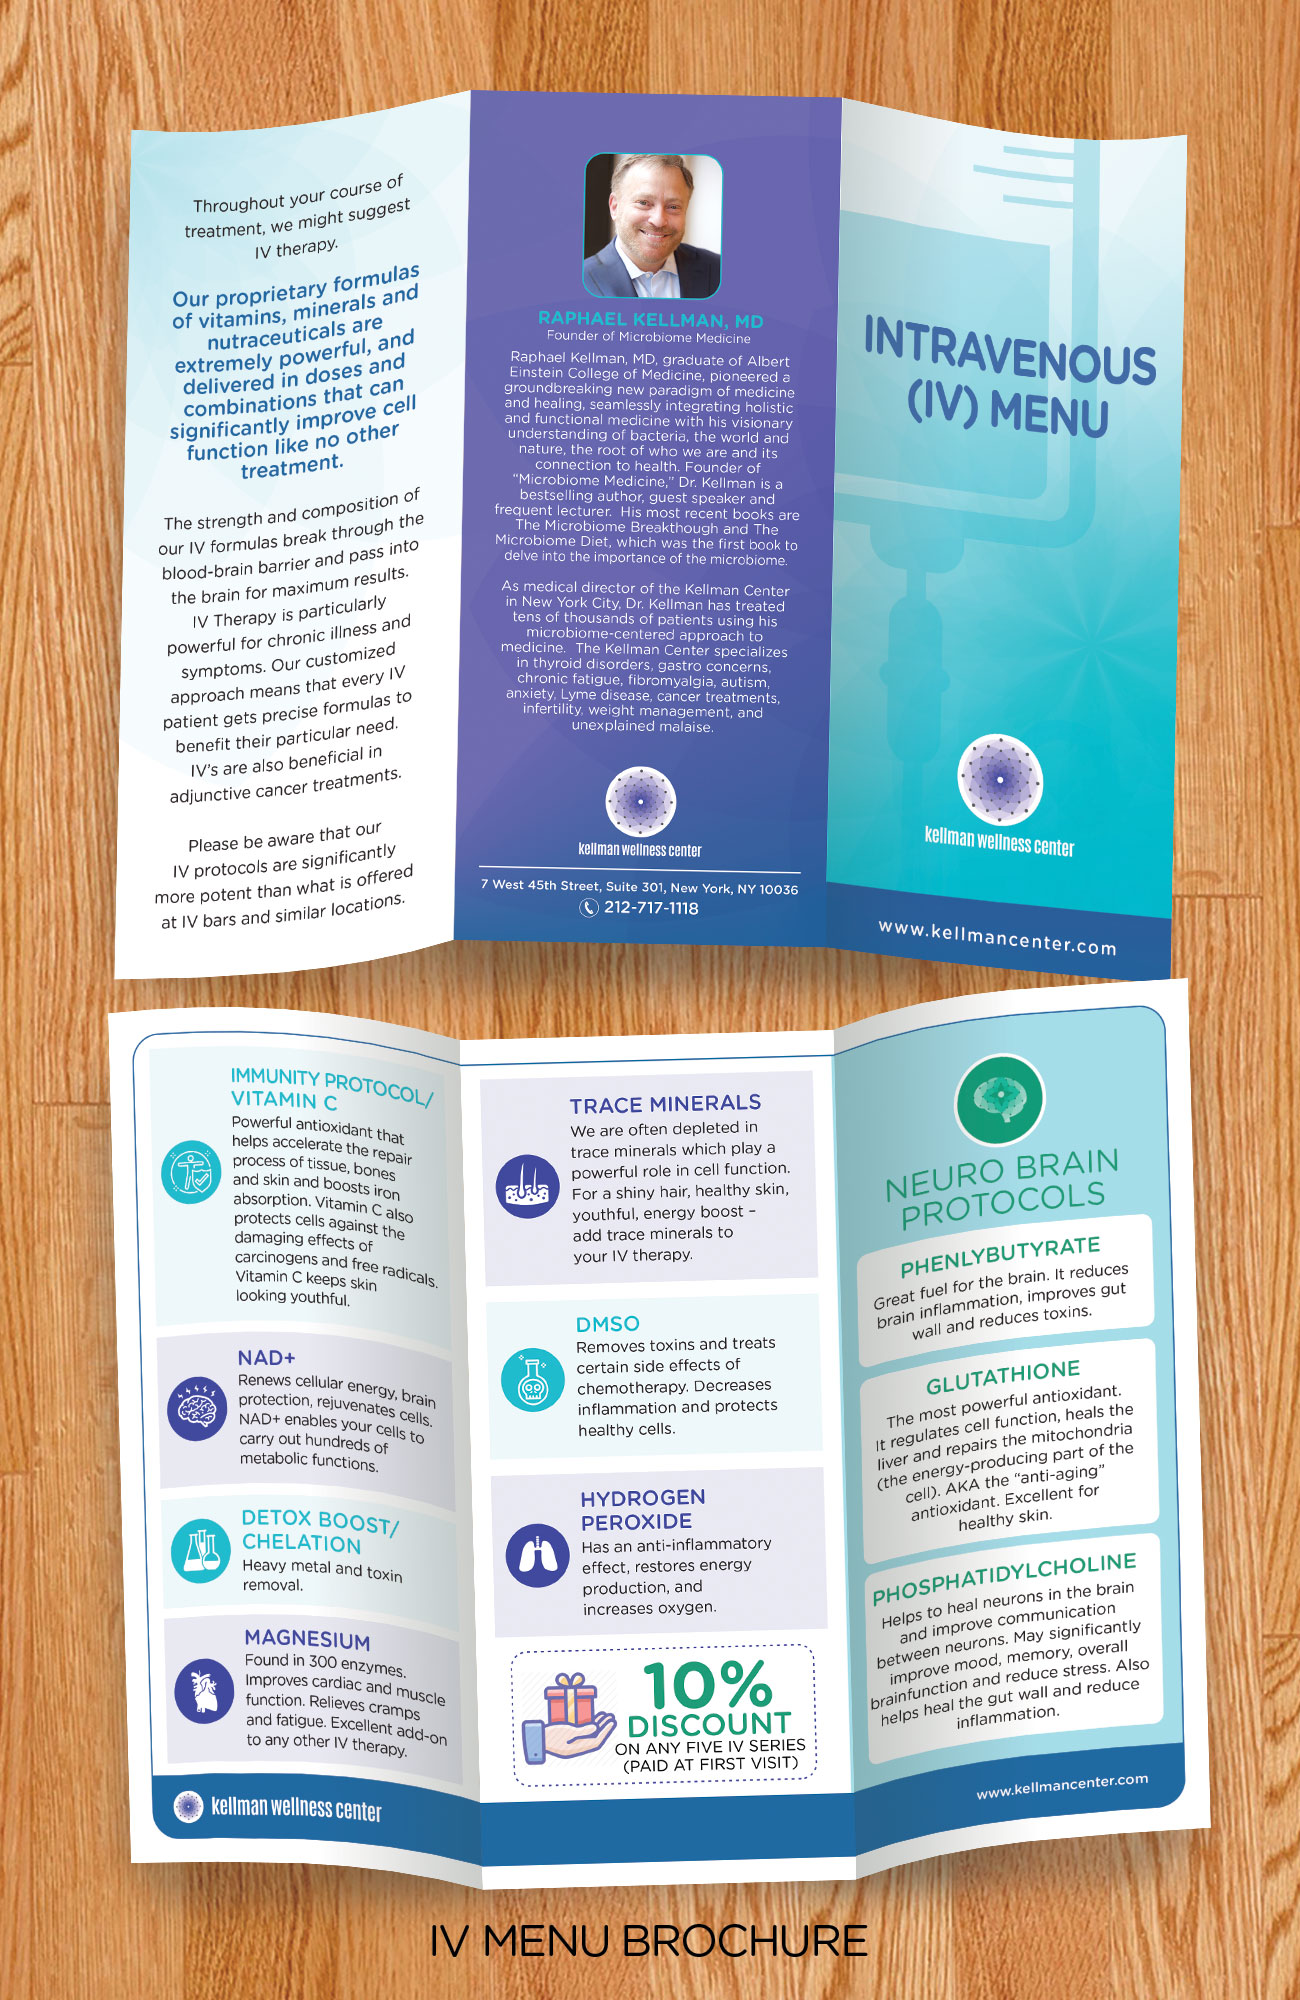 Throughout your course of
treatment, we might suggest
IV therapy.
Our proprietary formulas
of vitamins, minerals and
nutraceuticals are
extremely powerful, and
delivered in doses and
combinations that can
significantly improve cell
function like no other
treatment.
The strength and composition of
our IV formulas break through the
blood-brain barrier and pass into
the brain for maximum results.
IV Therapy is particularly
powerful for chronic illness and
symptoms. Our customized
approach means that every IV
patient gets precise formulas to
benefit their particular need.
IV's are also beneficial in
adjunctive cancer treatments.
Please be aware that our
IV protocols are significantly
more potent than what is offered
at IV bars and similar locations.
RAPHAEL KELLMAN, MD
Founder of Microbiome Medicine
Raphael Kellman, MD, graduate of Albert
Einstein College of Medicine, pioneered a
groundbreaking new paradigm of medicine
and healing, seamlessly integrating holistic
and functional medicine with his visionary
understanding of bacteria, the world and
nature, the root of who we are and its
connection to health. Founder of
“Microbiome Medicine,” Dr. Kellman is a
bestselling author, guest speaker and
frequent lecturer. His most recent books are
The Microbiome Breakthough and The
Microbiome Diet, which was the first book to
delve into the importance of the microbiome.
As medical director of the Kellman Center
in New York City, Dr. Kellman has treated
tens of thousands of patients using his
microbiome-centered approach to
medicine. The Kellman Center specializes
in thyroid disorders, gastro concerns,
chronic fatigue, fibromyalgia, autism,
anxiety, Lyme disease, cancer treatments,
infertility, weight management, and
unexplained malaise.
kellman wellness center
7 West 45th Street, Suite 301, New York, NY 10036
212-717-1118
INTRAVENOUS
(IV) MENU
kellman wellness center
www.kellmancenter.com
IMMUNITY PROTOCOL/
VITAMIN C
Powerful antioxidant that
helps accelerate the repair
process of tissue, bones
and skin and boosts iron
absorption. Vitamin C also
protects cells against the
damaging effects of
carcinogens and free radicals.
Vitamin C keeps skin
looking youthful.
NAD+
Renews cellular energy, brain
protection, rejuvenates cells.
NAD+ enables your cells to
carry out hundreds of
metabolic functions.
DETOX BOOST/
CHELATION
Heavy metal and toxin
removal.
MAGNESIUM
Found in 300 enzymes.
Improves cardiac and muscle
function. Relieves cramps
and fatigue. Excellent add-on
to any other IV therapy.
kellman wellness center
TRACE MINERALS
We are often depleted in
trace minerals which play a
powerful role in cell function.
For a shiny hair, healthy skin,
youthful, energy boost –
add trace minerals to
your IV therapy.
DMSO
Removes toxins and treats
certain side effects of
chemotherapy. Decreases
inflammation and protects
healthy cells.
HYDROGEN
PEROXIDE
Has an anti-inflammatory
effect, restores energy
production, and
increases oxygen.
10%
DISCOUNT
ON ANY FIVE IV SERIES
(PAID AT FIRST VISIT)
NEURO BRAIN
PROTOCOLS
PHENLYBUTYRATE
Great fuel for the brain. It reduces
brain inflammation, improves gut
wall and reduces toxins.
GLUTATHIONE
The most powerful antioxidant.
It regulates cell function, heals the
liver and repairs the mitochondria
(the energy-producing part of the
cell). AKA the “anti-aging”
antioxidant. Excellent for
healthy skin.
PHOSPHATIDYLCHOLINE
Helps to heal neurons in the brain
and improve communication
between neurons. May significantly
improve mood, memory, overall
brainfunction and reduce stress. Also
helps heal the gut wall and reduce
inflammation.
www.kellmancenter.com
IV MENU BROCHURE